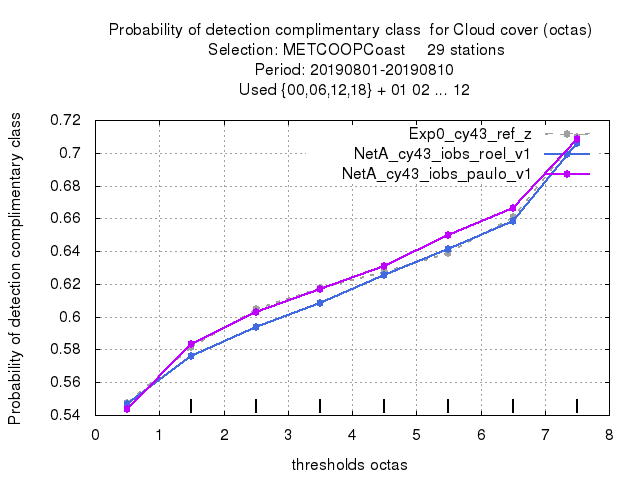 Probability of detection complimentary class  for Cloud cover (octas)
Selection: METCOOPCoast     29 stations
Period: 20190801-20190810
Used {00,06,12,18} + 01 02 ... 12
Probability of detection complimentary class
0.72
0.7
0.68
0.66
0.64
0.62
0.6
0.58
0.56
0.54
Exp0_cy43_ref_z
NetA_cy43_iobs_roel_v1
NetA_cy43_iobs_paulo_v1
0 1 2 3 4 5 6 7 8
thresholds octas